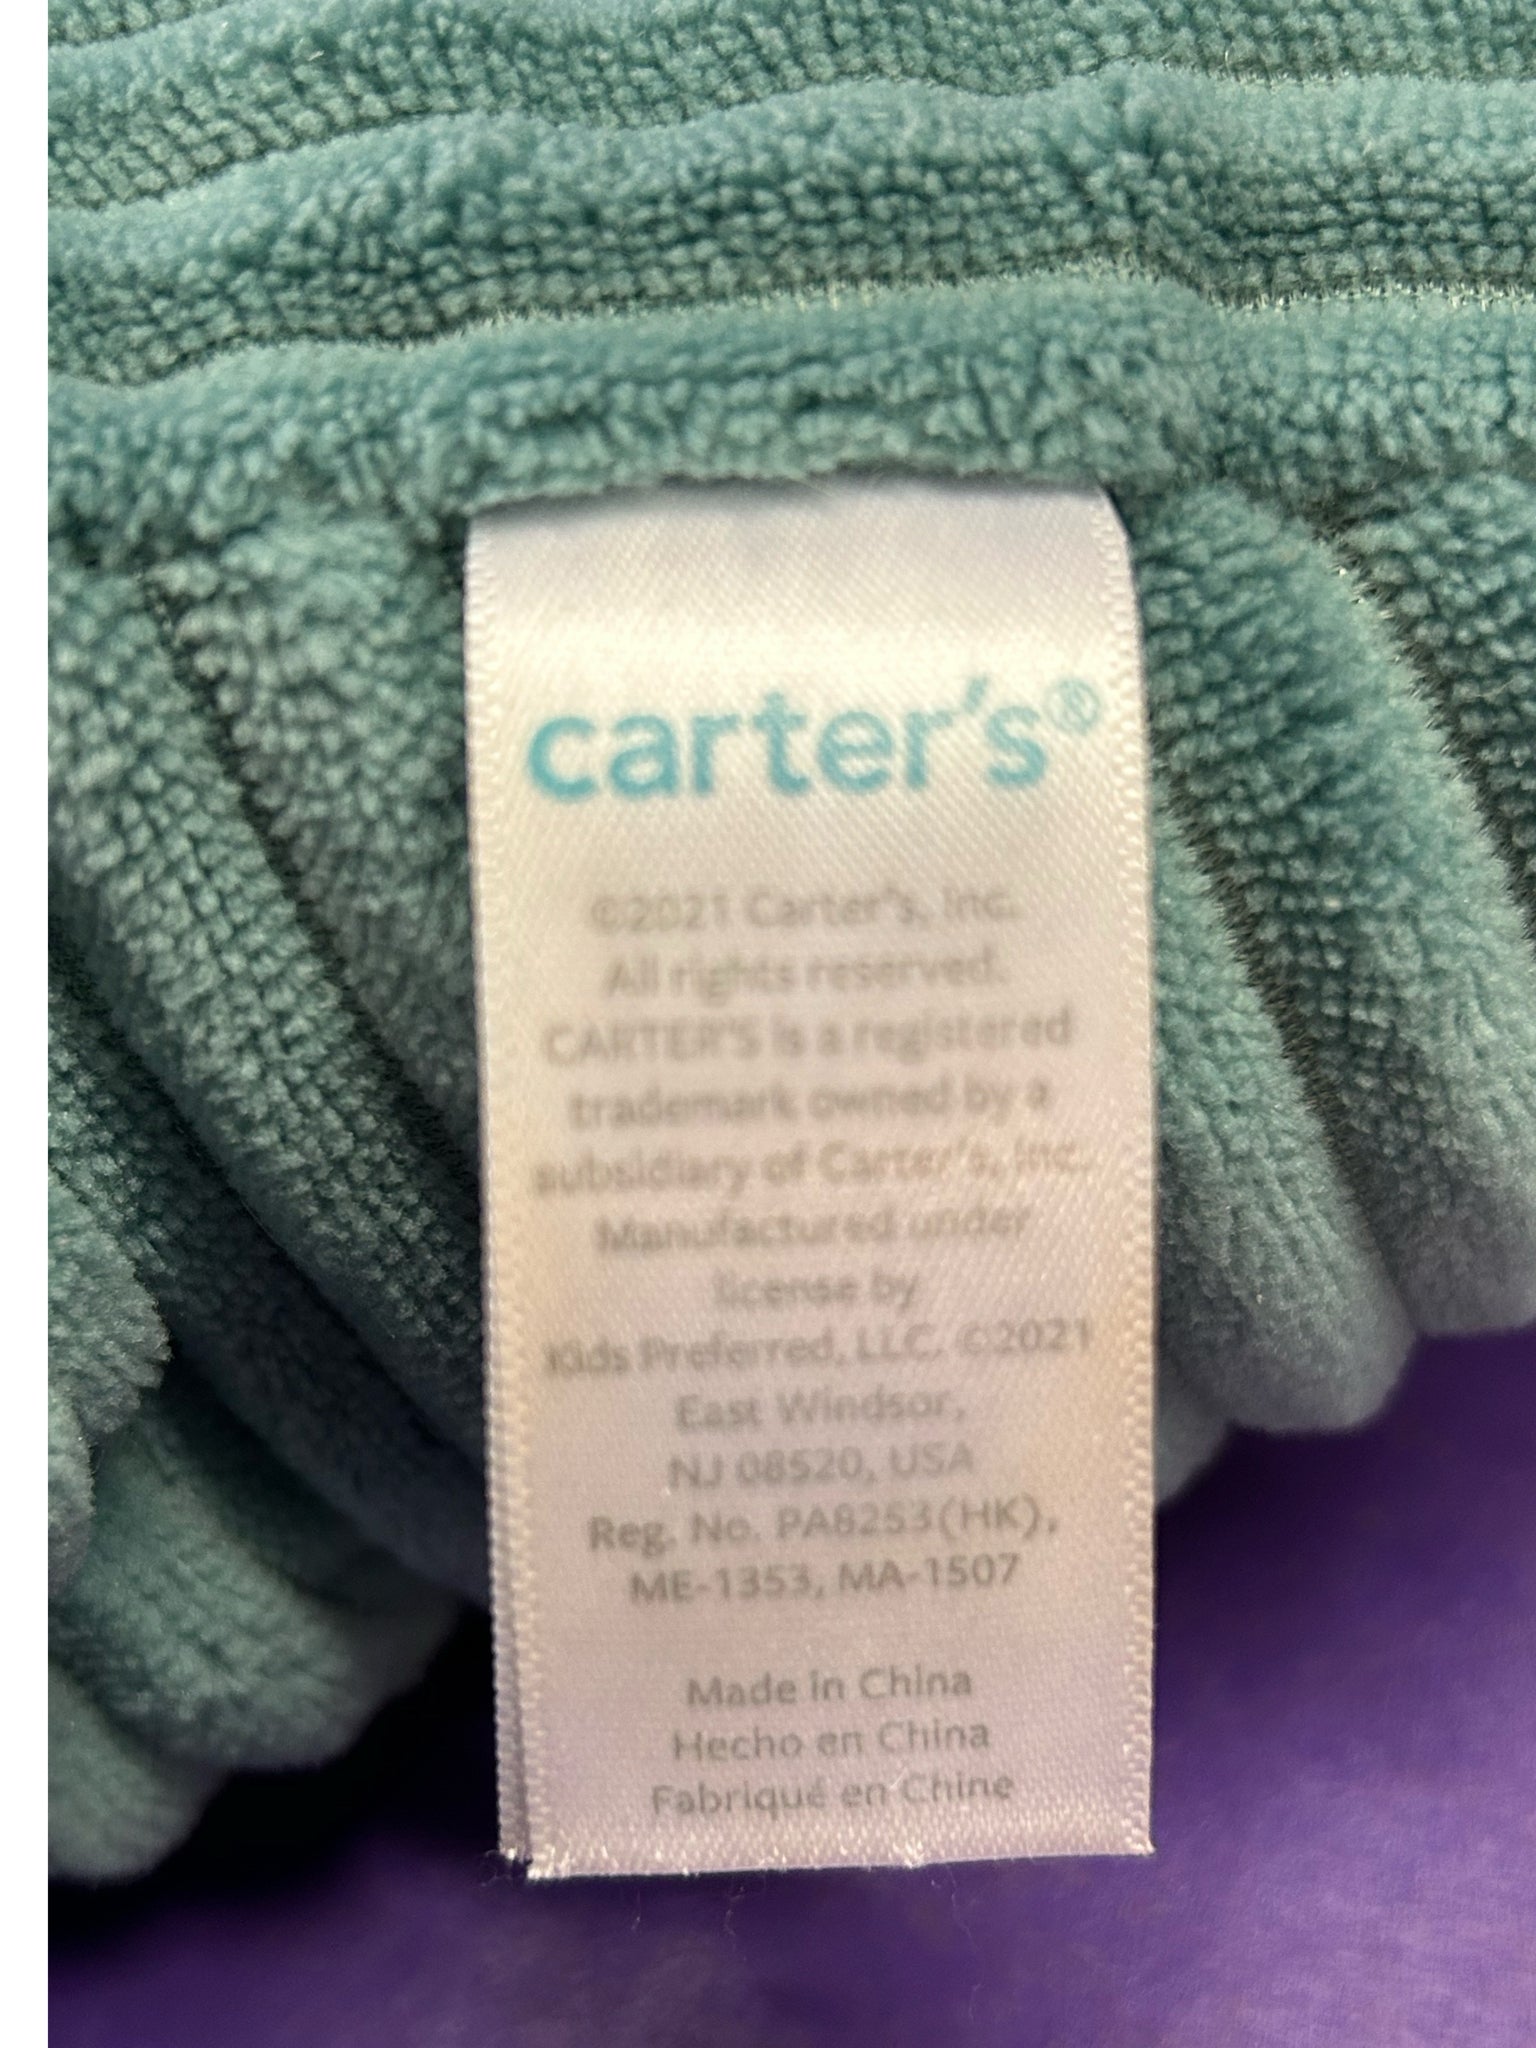 carter's®
©2021 Carter's, Inc.
All rights reserved.
CARTER'S is a registered
trademark owned by a
subsidiary of Carter's, Inc.
Manufactured under
license by
Kids Preferred, LLC. ©2021
East Windsor,
NJ 08520, USA
Reg. No. PA8253(HK),
ME-1353, MA-1507
Made in China
Hecho en China
Fabriqué en Chine